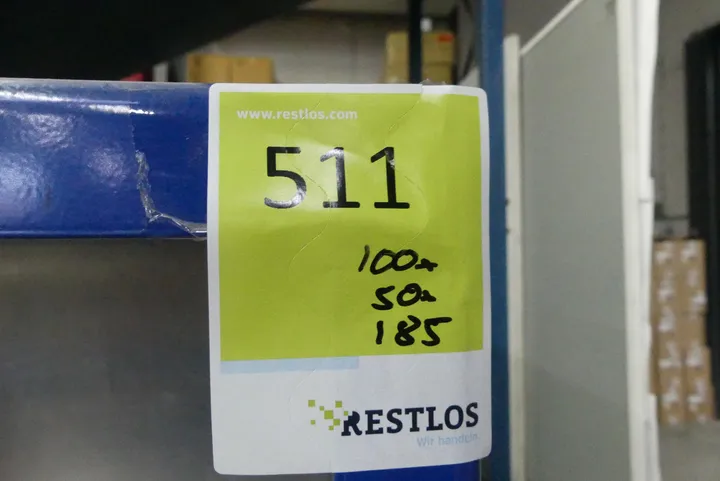 www.restlos.com
511
100x
50x
185
RESTLOS
Wir handeln.